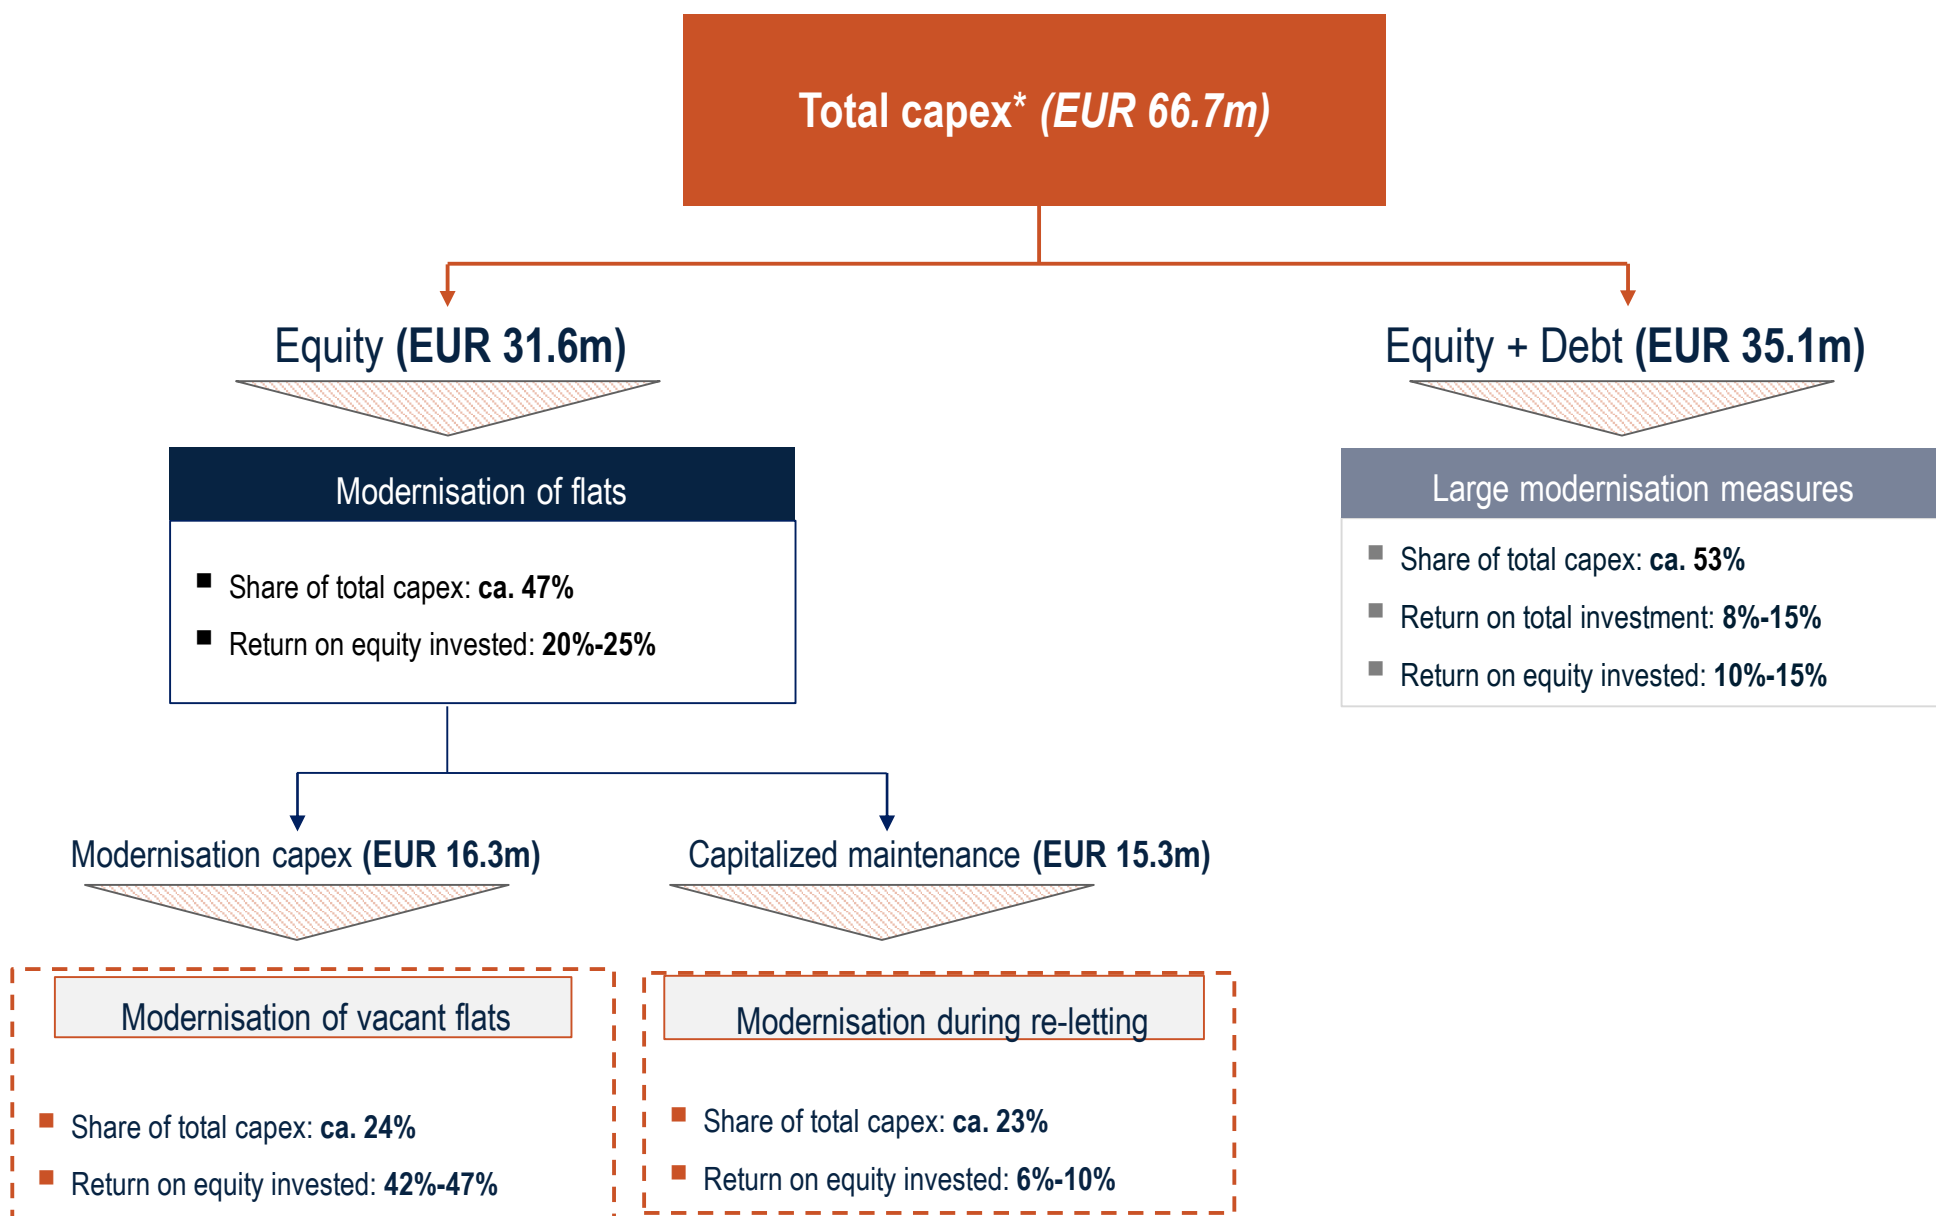 Total capex* (EUR 66.7m)
Equity (EUR 31.6m)
Equity + Debt (EUR 35.1m)
Modernisation of flats
▪ Share of total capex: ca. 47%
▪ Return on equity invested: 20%-25%
Large modernisation measures
▪ Share of total capex: ca. 53%
▪ Return on total investment: 8%-15%
▪ Return on equity invested: 10%-15%
Modernisation capex (EUR 16.3m)
Capitalized maintenance (EUR 15.3m)
Modernisation of vacant flats
▪ Share of total capex: ca. 24%
▪ Return on equity invested: 42%-47%
Modernisation during re-letting
▪ Share of total capex: ca. 23%
▪ Return on equity invested: 6%-10%